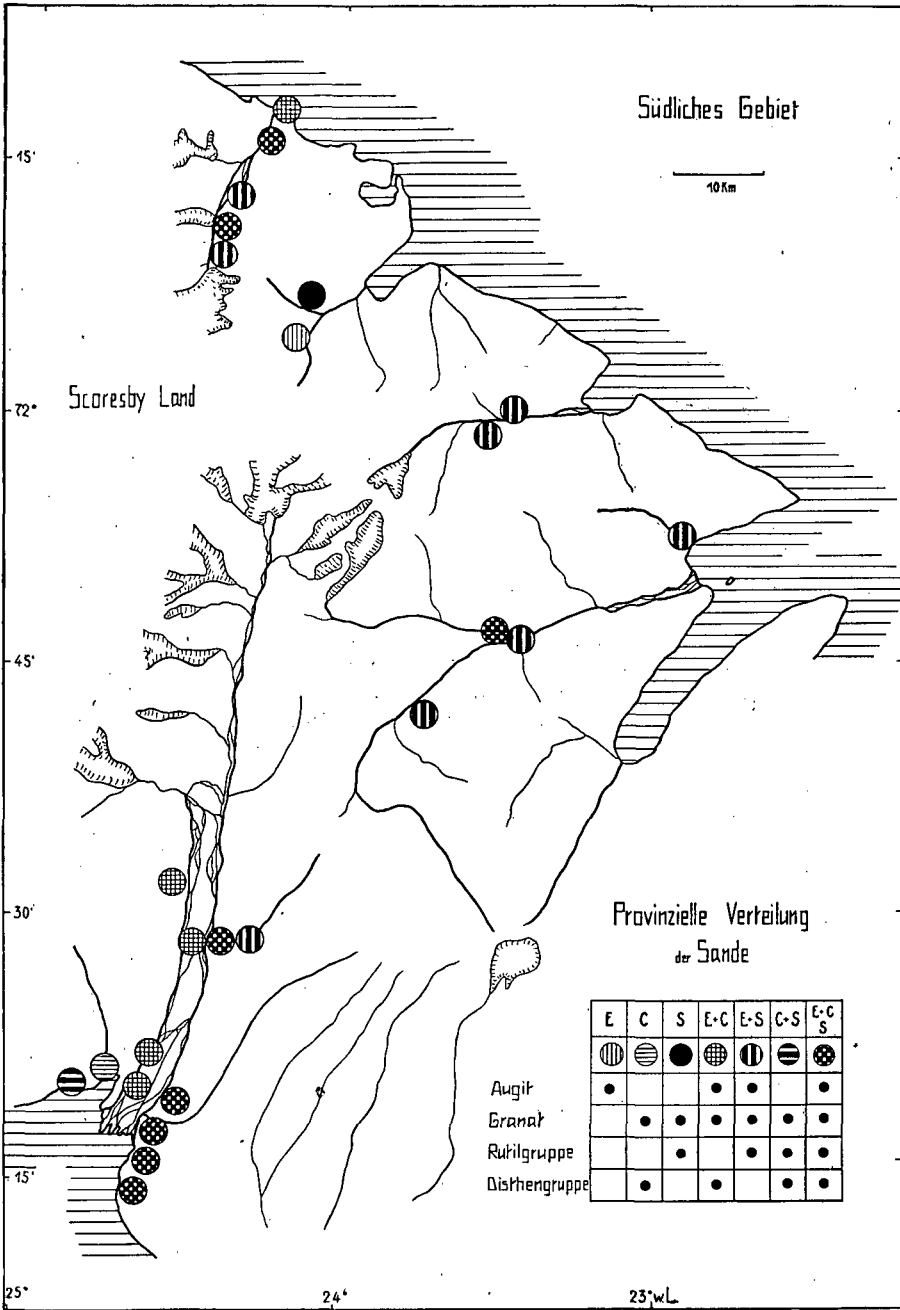 Südliches Gebiet
15'
10 Km
Scoresby Land
72°
45'
30'
Provinzielle Verteilung
der Sande
E C S E+C E+S C+S E+C S
Augit
Granat
Rutilgruppe
Disthengruppe
15'
25° 24° 23° w.L.